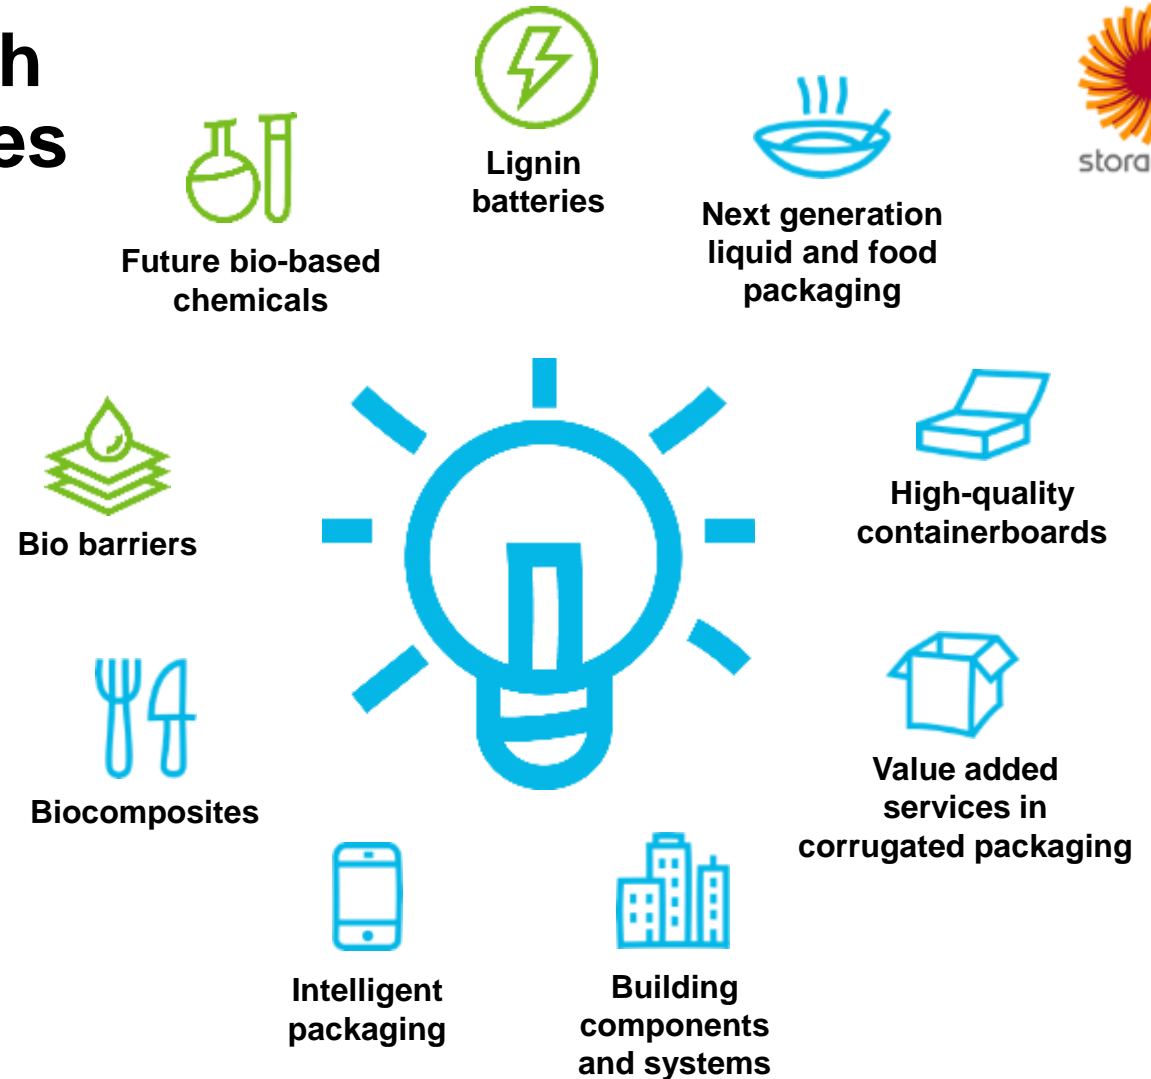 h
es
stora
Lignin
batteries
Next generation
liquid and food
packaging
Future bio-based
chemicals
High-quality
containerboards
Bio barriers
Value added
services in
corrugated packaging
Biocomposites
Intelligent
packaging
Building
components
and systems